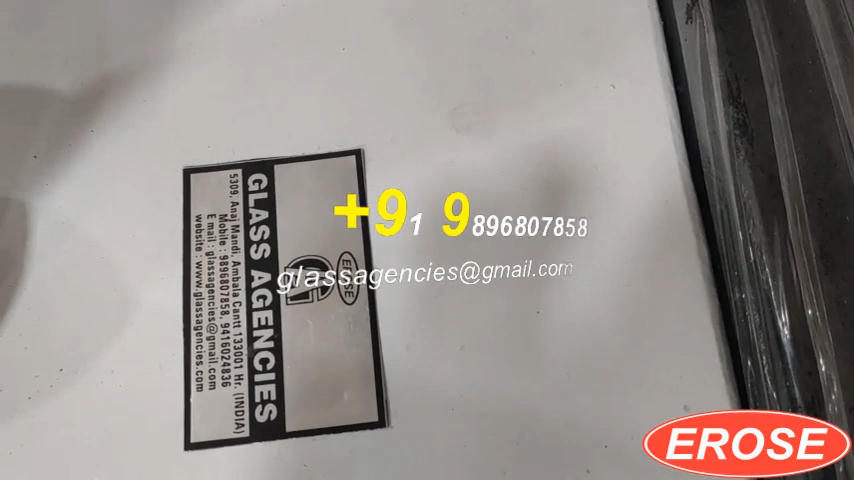 +91 9896807858
glassagencies@gmail.com
EROSE
GLASS AGENCIES
5309, Anaj Mandi, Ambala Cantt 133001 Hr. (INDIA)
Mobile : 9896807858, 9416024836
E mail : glassagencies@gmail.com
website : www.glassagencies.com
EROSE